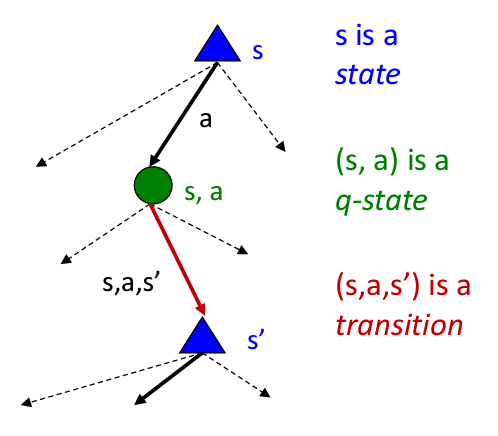 s
s is a
state
a
(s, a) is a
q-state
s, a
s,a,s’
(s,a,s’) is a
transition
s’